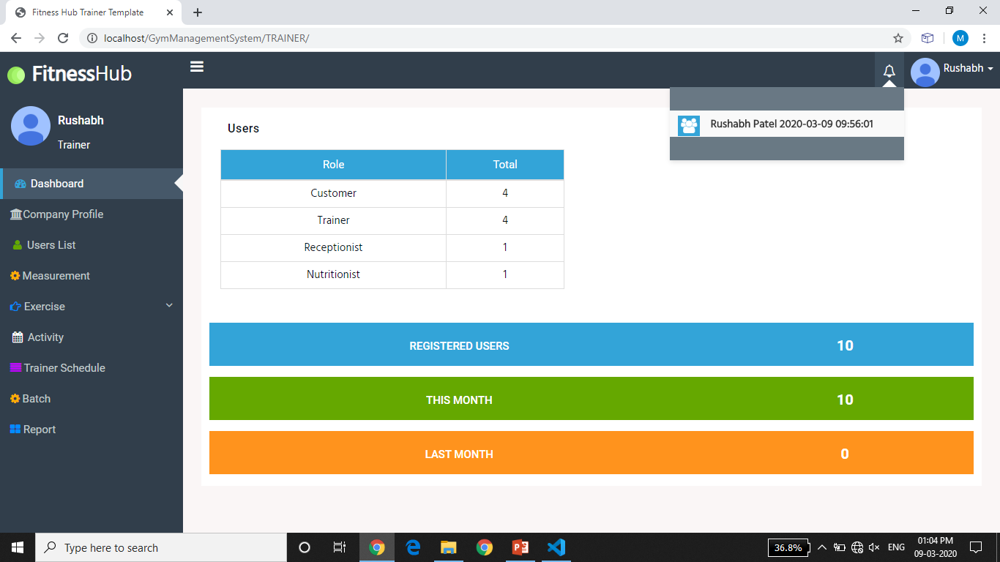 Fitness Hub Trainer Template
localhost/GymManagementSystem/TRAINER/
M
FitnessHub
Rushabh
Rushabh
Trainer
Rushabh Patel 2020-03-09 09:56:01
Dashboard
Company Profile
Users List
Measurement
Exercise
Activity
Trainer Schedule
Batch
Report
Users
Role Total
Customer 4
Trainer 4
Receptionist 1
Nutritionist 1
REGISTERED USERS 10
THIS MONTH 10
LAST MONTH 0
Type here to search
36.8%
ENG
01:04 PM
09-03-2020